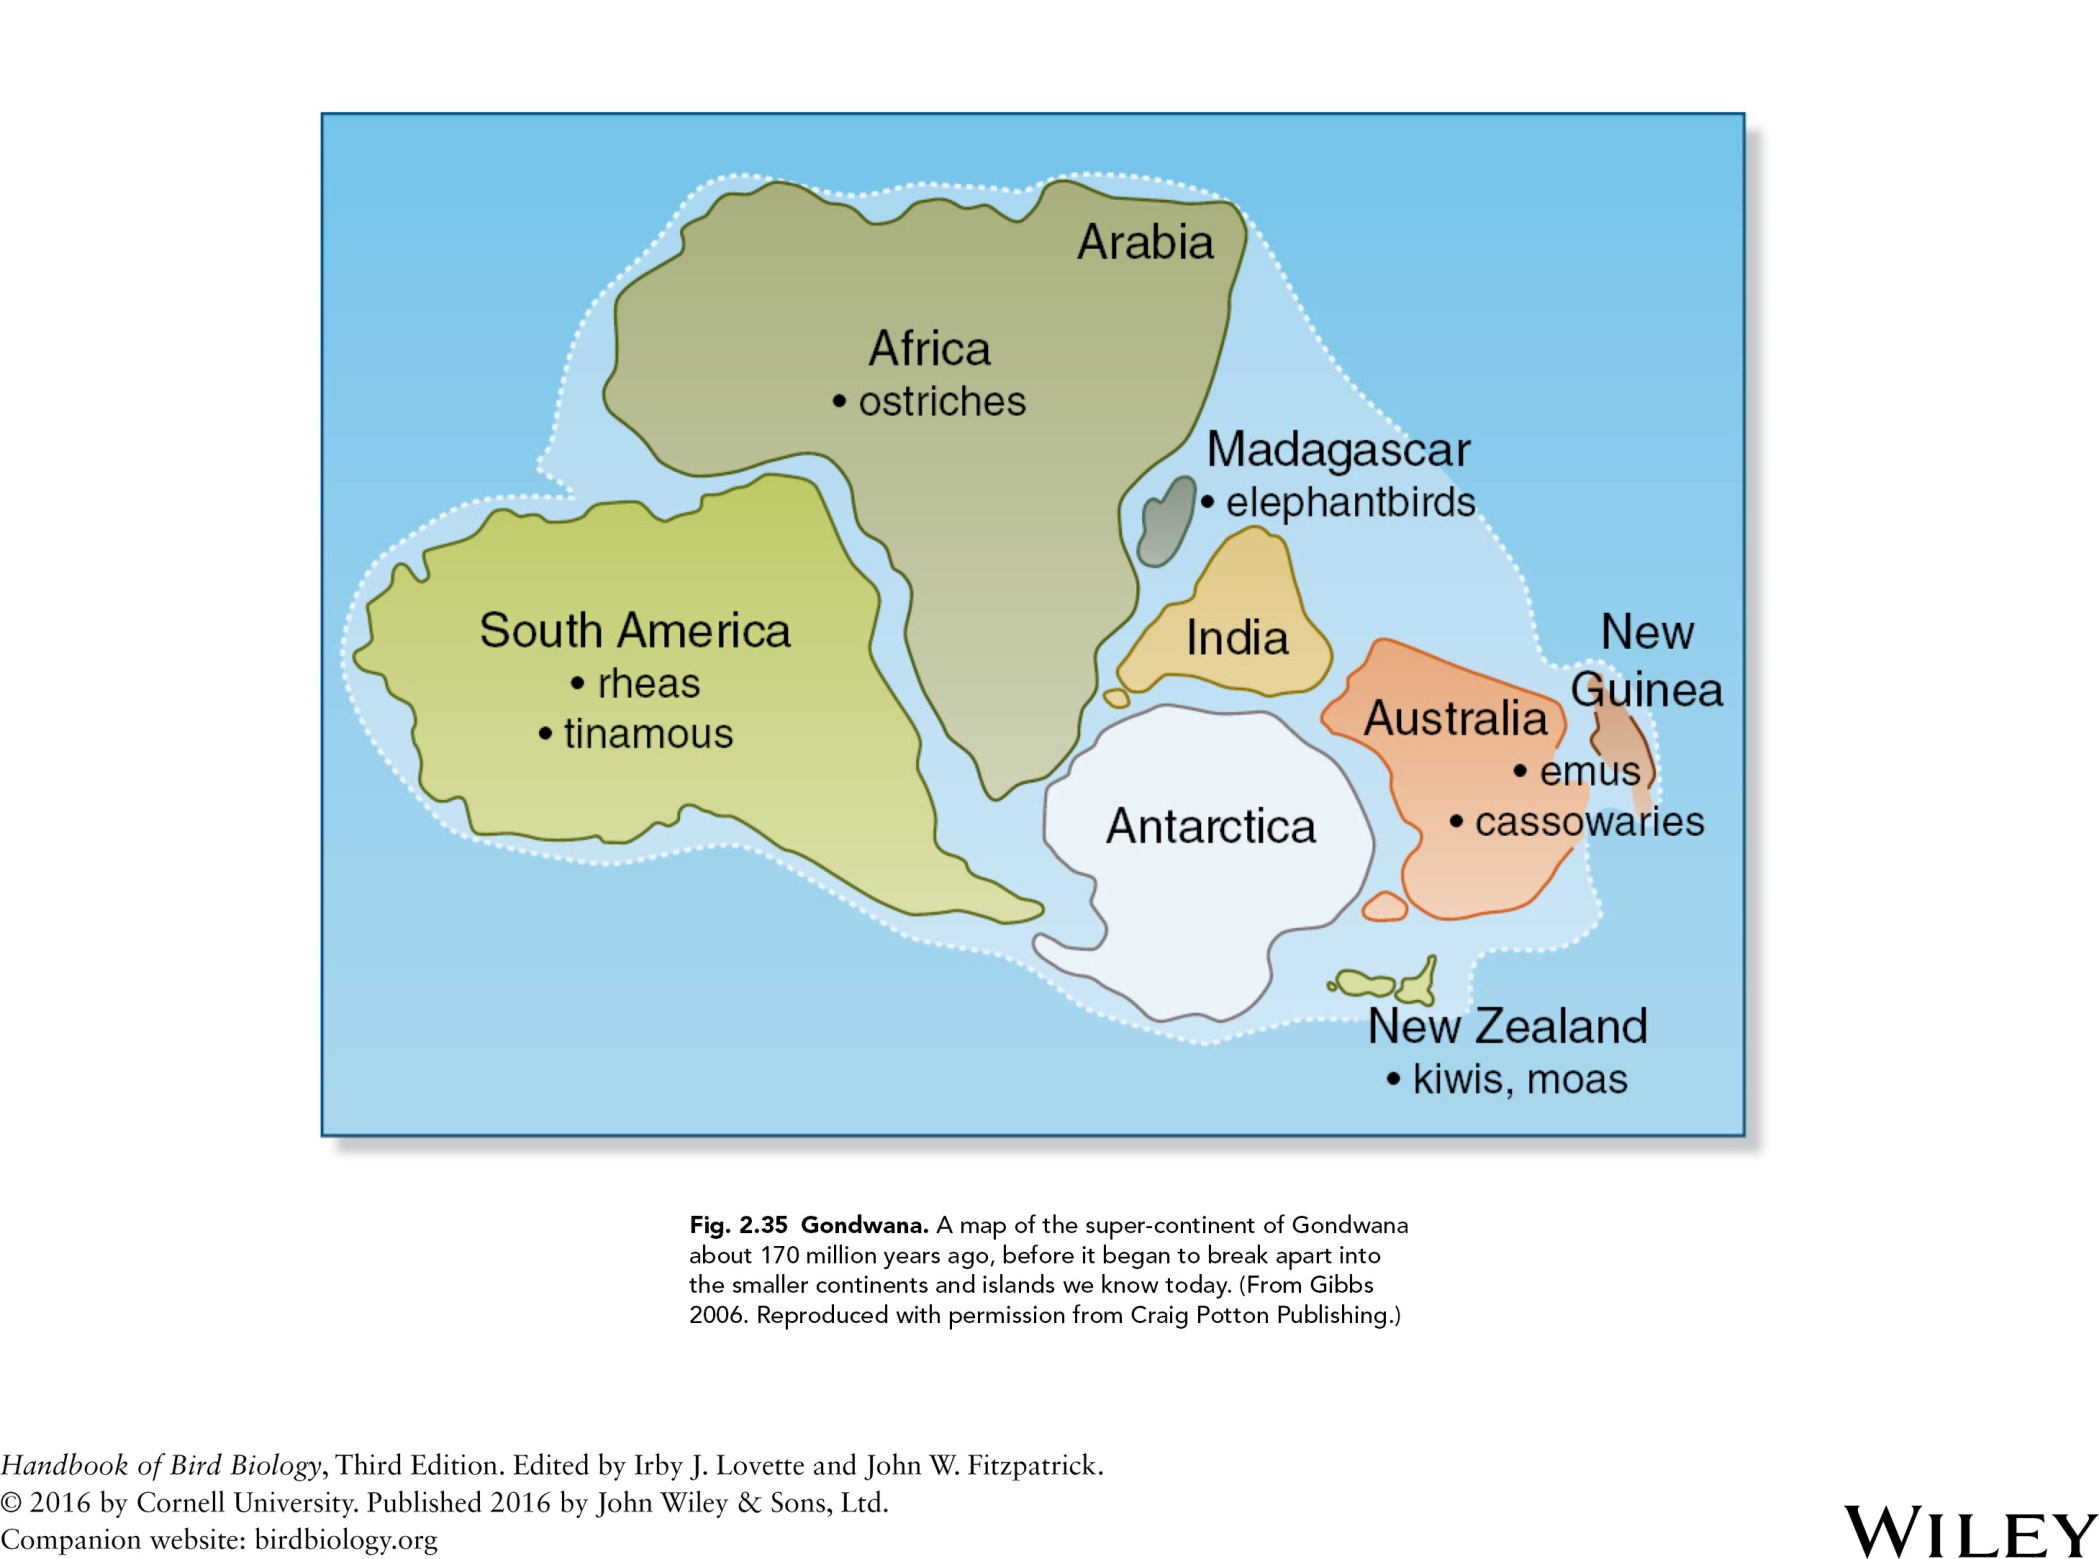 Arabia
Africa
• ostriches
Madagascar
• elephantbirds
South America
• rheas
• tinamous
India
New
Guinea
Australia
• emus
• cassowaries
Antarctica
New Zealand
• kiwis, moas
Fig. 2.35 Gondwana. A map of the super-continent of Gondwana
about 170 million years ago, before it began to break apart into
the smaller continents and islands we know today. (From Gibbs
2006. Reproduced with permission from Craig Potton Publishing.)
Handbook of Bird Biology, Third Edition. Edited by Irby J. Lovette and John W. Fitzpatrick.
© 2016 by Cornell University. Published 2016 by John Wiley & Sons, Ltd.
Companion website: birdbiology.org
WILEY